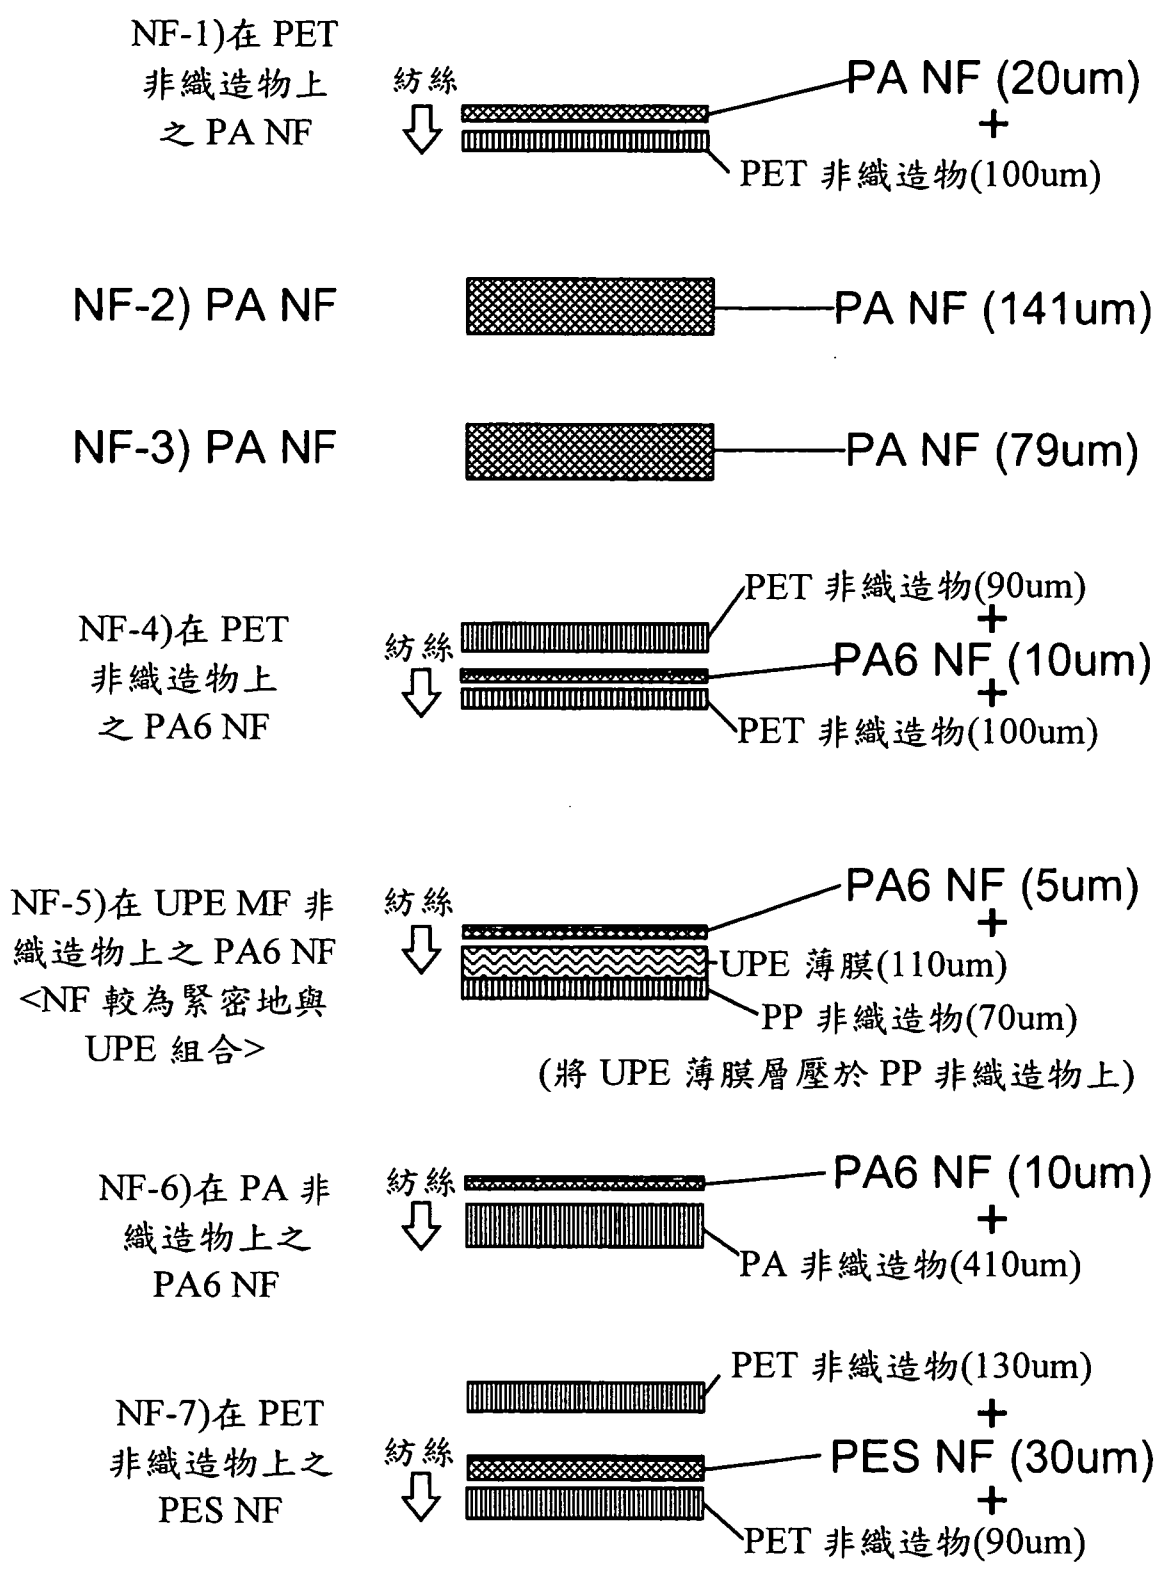 NF-1)在 PET
非織造物上
之 PA NF
紡絲
PA NF (20um)
+
PET 非織造物(100um)
NF-2) PA NF
PA NF (141um)
NF-3) PA NF
PA NF (79um)
NF-4)在 PET
非織造物上
之 PA6 NF
紡絲
PET 非織造物(90um)
+
PA6 NF (10um)
+
PET 非織造物(100um)
NF-5)在 UPE MF 非
織造物上之 PA6 NF
<NF 較為緊密地與
UPE 組合>
紡絲
PA6 NF (5um)
+
UPE 薄膜(110um)
PP 非織造物(70um)
(將 UPE 薄膜層壓於 PP 非織造物上)
NF-6)在 PA 非
織造物上之
PA6 NF
紡絲
PA6 NF (10um)
+
PA 非織造物(410um)
NF-7)在 PET
非織造物上之
PES NF
紡絲
PET 非織造物(130um)
+
PES NF (30um)
+
PET 非織造物(90um)